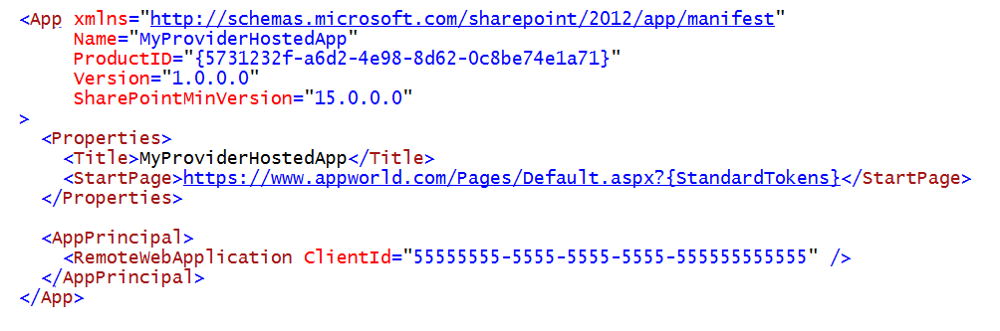 <App xmlns="http://schemas.microsoft.com/sharepoint/2012/app/manifest"
Name="MyProviderHostedApp"
ProductID="{5731232f-a6d2-4e98-8d62-0c8be74e1a71}"
Version="1.0.0.0"
SharePointMinVersion="15.0.0.0"
>
<Properties>
<Title>MyProviderHostedApp</Title>
<StartPage>https://www.appworld.com/Pages/Default.aspx?{StandardTokens}</StartPage>
</Properties>
<AppPrincipal>
<RemoteWebApplication ClientId="55555555-5555-5555-5555-555555555555" />
</AppPrincipal>
</App>